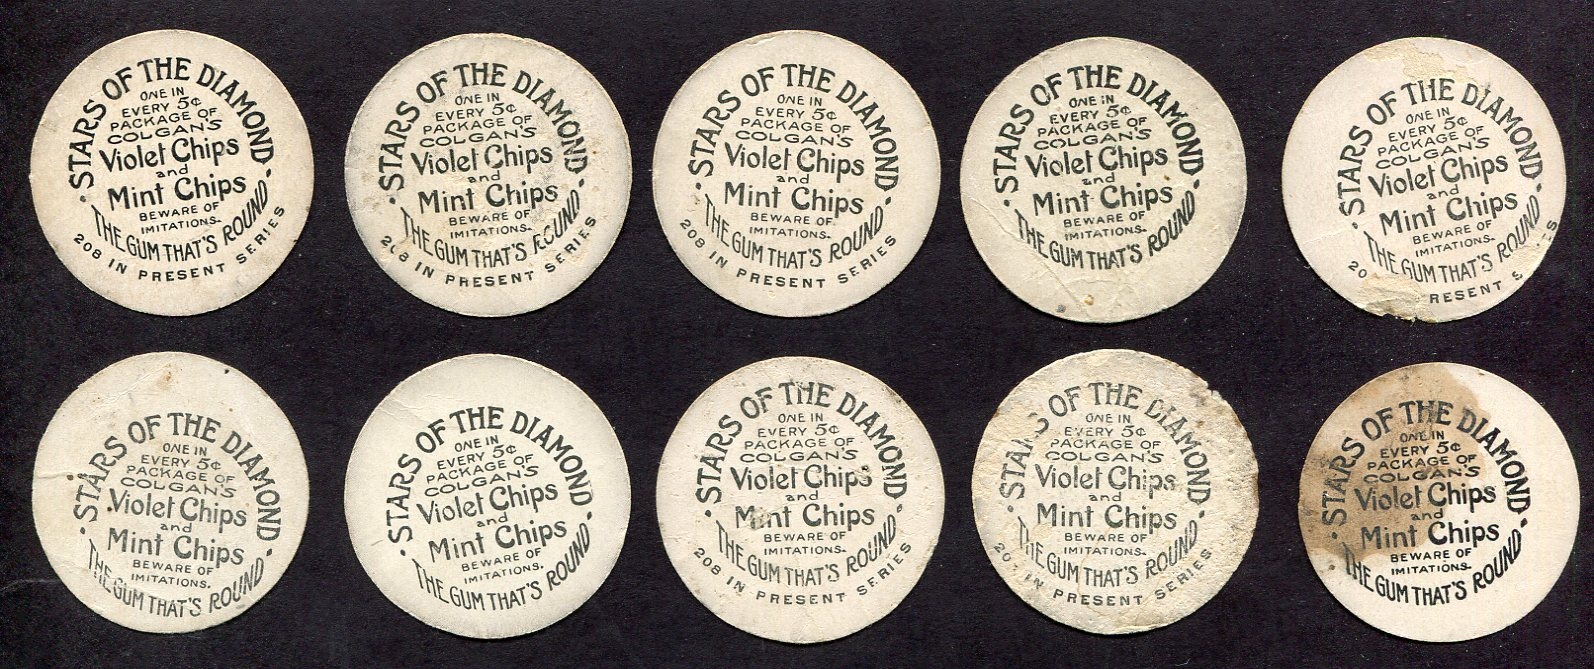 STARS OF THE DIAMOND
ONE IN
EVERY 5¢
PACKAGE OF
COLGAN'S
Violet Chips
and
Mint Chips
BEWARE OF
IMITATIONS.
THE GUM THAT'S ROUND
208 IN PRESENT SERIES
STARS OF THE DIAMOND
ONE IN
EVERY 5¢
PACKAGE OF
COLGAN'S
Violet Chips
and
Mint Chips
BEWARE OF
IMITATIONS.
THE GUM THAT'S ROUND
IN PRESENT SERIES
STARS OF THE DIAMOND
ONE IN
EVERY 5¢
PACKAGE OF
COLGAN'S
Violet Chips
and
Mint Chips
BEWARE OF
IMITATIONS.
THE GUM THAT'S ROUND
208 IN PRESENT SERIES
STARS OF THE DIAMOND
ONE IN
EVERY 5¢
PACKAGE OF
COLGAN'S
Violet Chips
and
Mint Chips
BEWARE OF
IMITATIONS.
THE GUM THAT'S ROUND
STARS OF THE DIAMOND
ONE IN
EVERY 5¢
PACKAGE OF
COLGAN'S
Violet Chips
and
Mint Chips
BEWARE OF
IMITATIONS.
THE GUM THAT'S ROUND
STARS OF THE DIAMOND
ONE IN
EVERY 5¢
PACKAGE OF
COLGAN'S
Violet Chips
and
Mint Chips
BEWARE OF
IMITATIONS.
THE GUM THAT'S ROUND
STARS OF THE DIAMOND
ONE IN
EVERY 5¢
PACKAGE OF
COLGAN'S
Violet Chips
and
Mint Chips
BEWARE OF
IMITATIONS.
THE GUM THAT'S ROUND
STARS OF THE DIAMOND
ONE IN
EVERY 5¢
PACKAGE OF
COLGAN'S
Violet Chips
and
Mint Chips
BEWARE OF
IMITATIONS.
THE GUM THAT'S ROUND
208 IN PRESENT SERIES
STARS OF THE DIAMOND
ONE IN
EVERY 5¢
PACKAGE OF
COLGAN'S
Violet Chips
and
Mint Chips
BEWARE OF
IMITATIONS.
THE GUM THAT'S ROUND
IN PRESENT SERIES
STARS OF THE DIAMOND
ONE IN
EVERY 5¢
PACKAGE OF
COLGAN'S
Violet Chips
and
Mint Chips
BEWARE OF
IMITATIONS.
THE GUM THAT'S ROUND